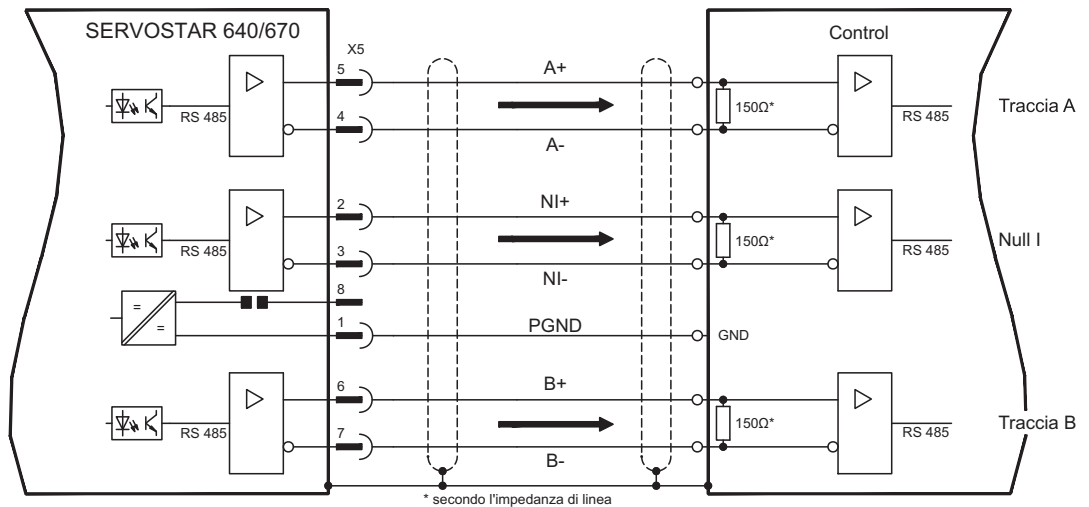 SERVOSTAR 640/670
Control
X5
5
A+
RS 485
150Ω*
RS 485
Traccia A
4
A-
2
NI+
RS 485
150Ω*
RS 485
Null I
3
NI-
8
=
=
1
PGND
GND
6
B+
RS 485
150Ω*
RS 485
Traccia B
7
B-
* secondo l'impedanza di linea